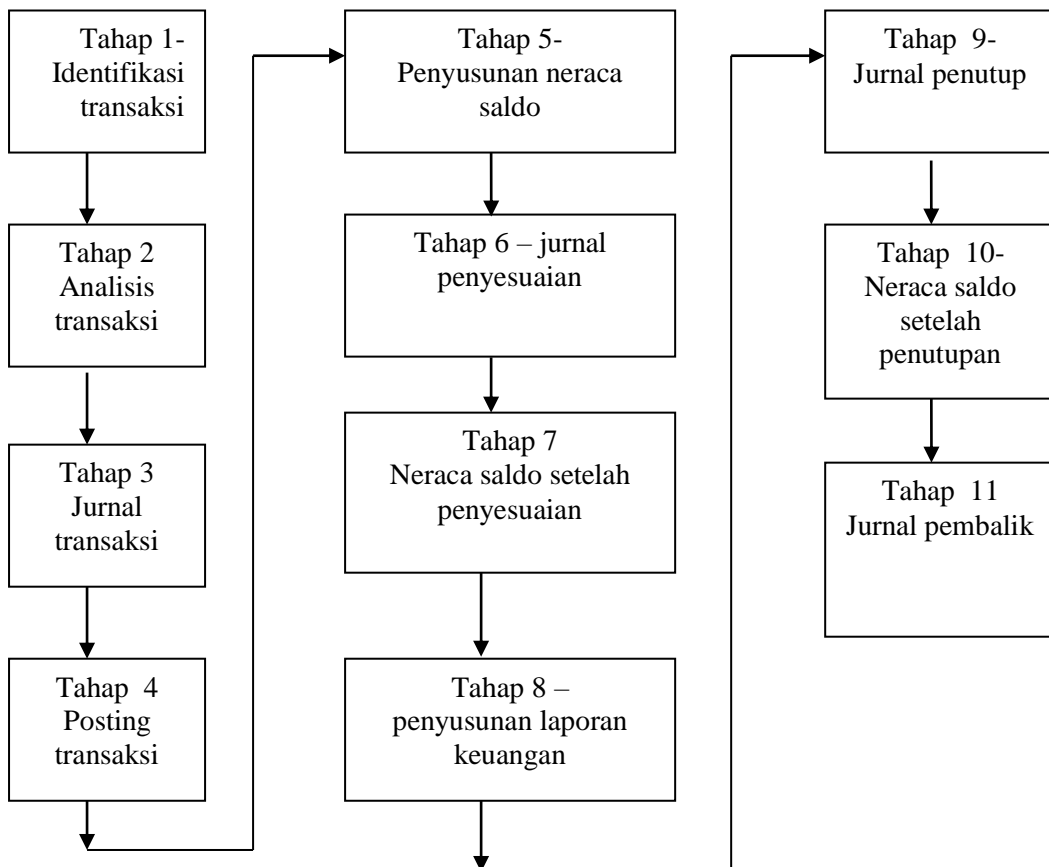 Tahap 1-
Identifikasi
transaksi
Tahap 2
Analisis
transaksi
Tahap 3
Jurnal
transaksi
Tahap 4
Posting
transaksi
Tahap 5-
Penyusunan neraca
saldo
Tahap 6 – jurnal
penyesuaian
Tahap 7
Neraca saldo setelah
penyesuaian
Tahap 8 –
penyusunan laporan
keuangan
Tahap 9-
Jurnal penutup
Tahap 10-
Neraca saldo
setelah
penutupan
Tahap 11
Jurnal pembalik